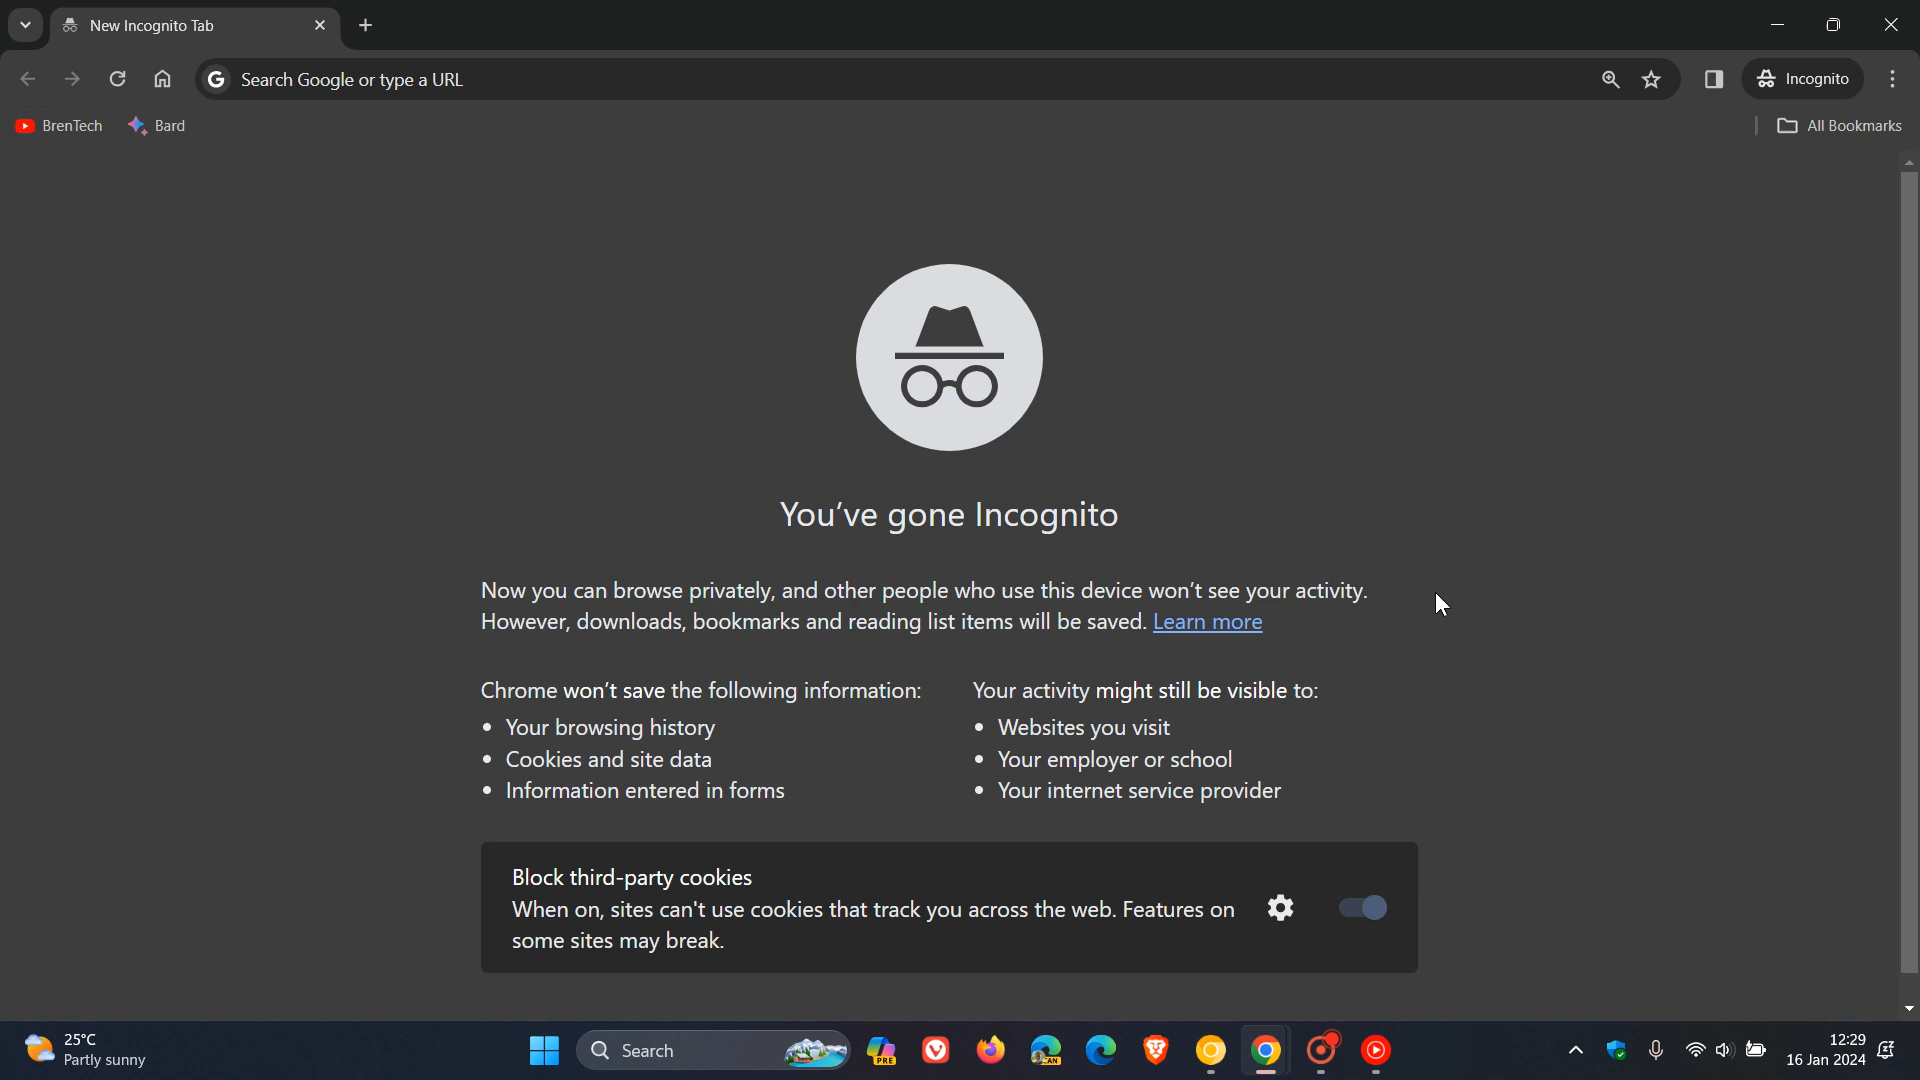 New Incognito Tab
Search Google or type a URL
Incognito
BrenTech
Bard
All Bookmarks
You've gone Incognito
Now you can browse privately, and other people who use this device won't see your activity.
However, downloads, bookmarks and reading list items will be saved. Learn more
Chrome won't save the following information:
Your browsing history
Cookies and site data
Information entered in forms
Your activity might still be visible to:
Websites you visit
Your employer or school
Your internet service provider
Block third-party cookies
When on, sites can't use cookies that track you across the web. Features on
some sites may break.
25°C
Partly sunny
Search
PRE
CAN
12:29
16 Jan 2024